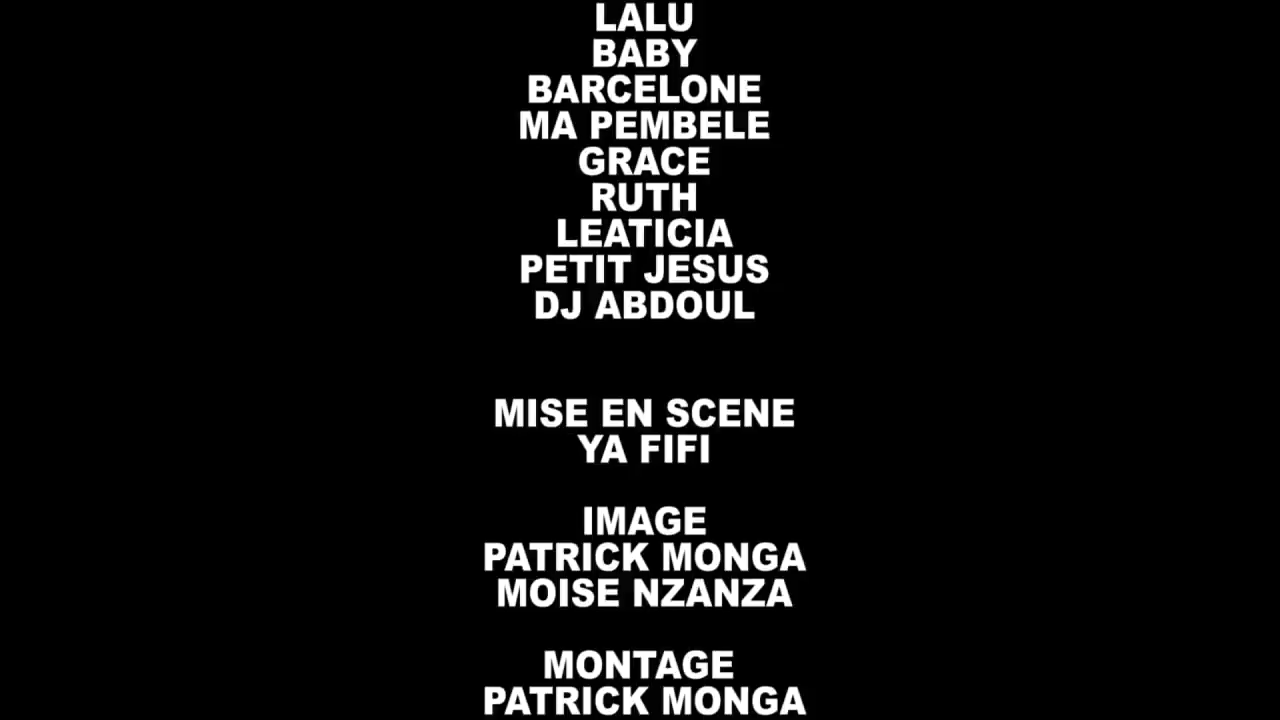 LALU
BABY
BARCELONE
MA PEMBELE
GRACE
RUTH
LEATICIA
PETIT JESUS
DJ ABDOUL
MISE EN SCENE
YA FIFI
IMAGE
PATRICK MONGA
MOISE NZANZA
MONTAGE
PATRICK MONGA